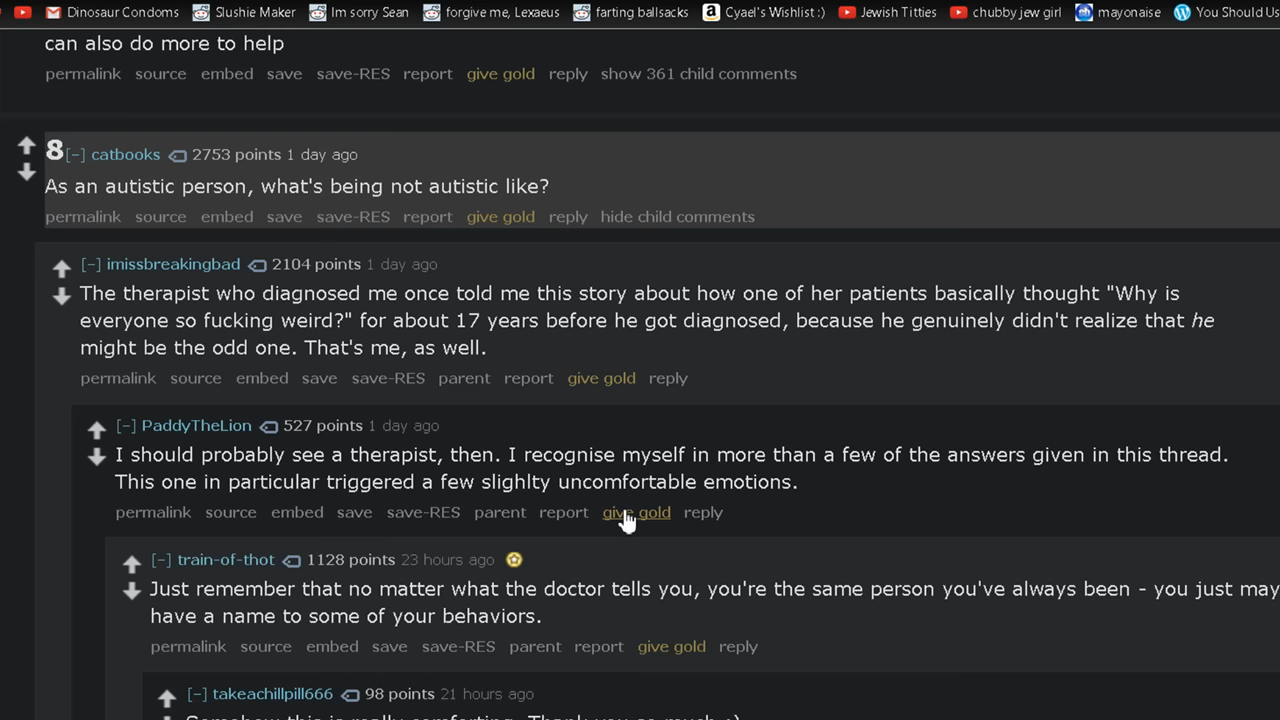 Dinosaur Condoms Slushie Maker Im sorry Sean forgive me, Lexaeus farting ballsacks Cyael's Wishlist :) Jewish Titties chubby jew girl mayonaise You Should Us
can also do more to help
permalink source embed save save-RES report give gold reply show 361 child comments
8 [-] catbooks 2753 points 1 day ago
As an autistic person, what's being not autistic like?
permalink source embed save save-RES report give gold reply hide child comments
[-] imissbreakingbad 2104 points 1 day ago
The therapist who diagnosed me once told me this story about how one of her patients basically thought "Why is
everyone so fucking weird?" for about 17 years before he got diagnosed, because he genuinely didn't realize that he
might be the odd one. That's me, as well.
permalink source embed save save-RES parent report give gold reply
[-] PaddyTheLion 527 points 1 day ago
I should probably see a therapist, then. I recognise myself in more than a few of the answers given in this thread.
This one in particular triggered a few slighlty uncomfortable emotions.
permalink source embed save save-RES parent report give gold reply
[-] train-of-thot 1128 points 23 hours ago
Just remember that no matter what the doctor tells you, you're the same person you've always been - you just may
have a name to some of your behaviors.
permalink source embed save save-RES parent report give gold reply
[-] takeachillpill666 98 points 21 hours ago
Somehow this is really comforting. Thank you so much :)